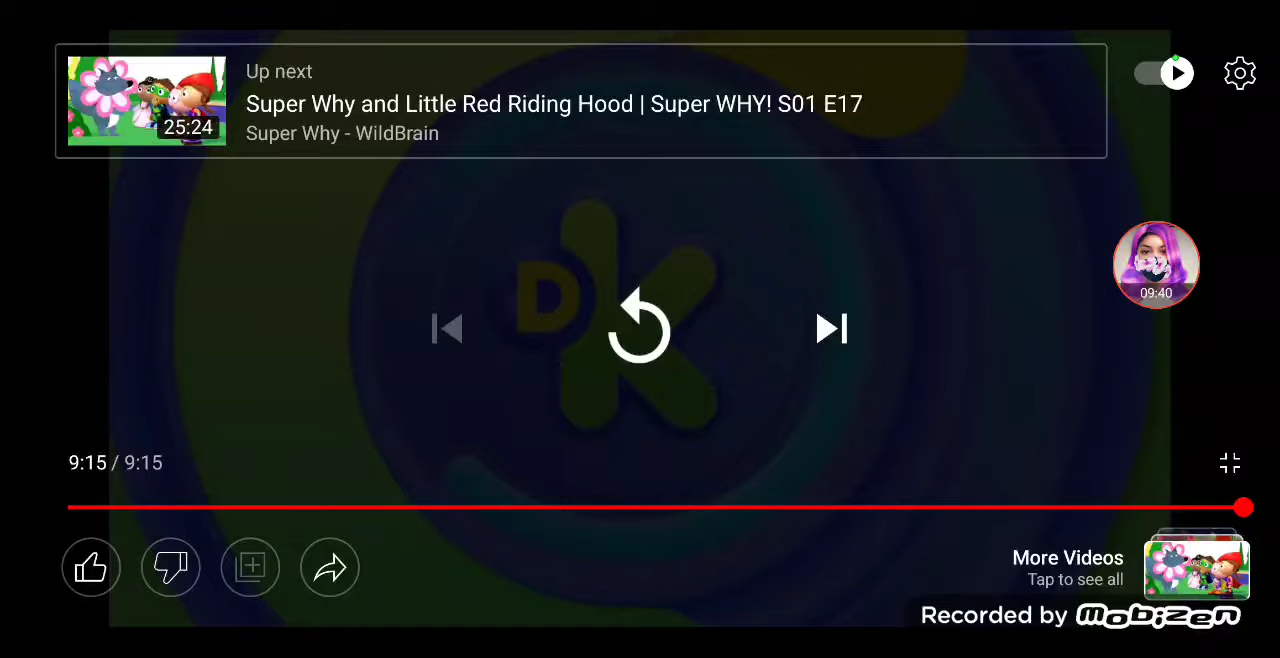 Up next
Super Why and Little Red Riding Hood | Super WHY! S01 E17
25:24
Super Why - WildBrain
DK
09:40
9:15 / 9:15
More Videos
Tap to see all
Recorded by mobizen